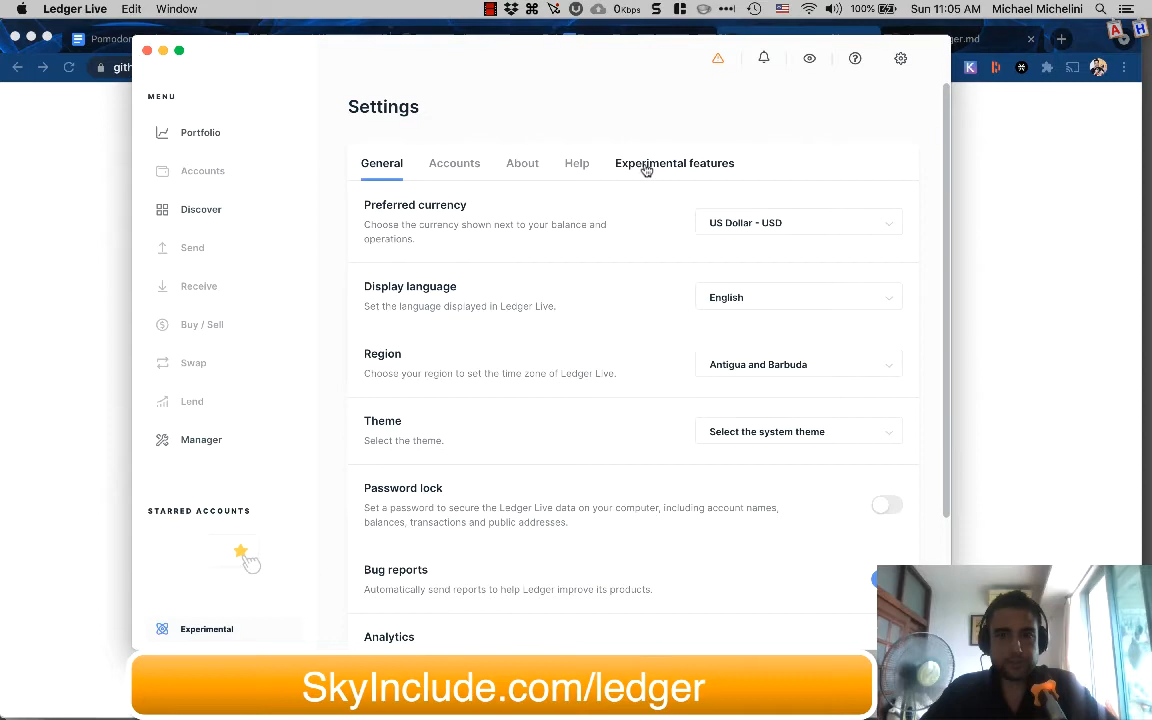 Ledger Live Edit Window
0Kbps
100%
Sun 11:05 AM Michael Michelini
Pomodor
ger.md
gith
MENU
Portfolio
Accounts
Discover
Send
Receive
Buy / Sell
Swap
Lend
Manager
STARRED ACCOUNTS
Experimental
Settings
General Accounts About Help Experimental features
Preferred currency
Choose the currency shown next to your balance and
operations.
US Dollar - USD
Display language
Set the language displayed in Ledger Live.
English
Region
Choose your region to set the time zone of Ledger Live.
Antigua and Barbuda
Theme
Select the theme.
Select the system theme
Password lock
Set a password to secure the Ledger Live data on your computer, including account names,
balances, transactions and public addresses.
Bug reports
Automatically send reports to help Ledger improve its products.
Analytics
SkyInclude.com/ledger